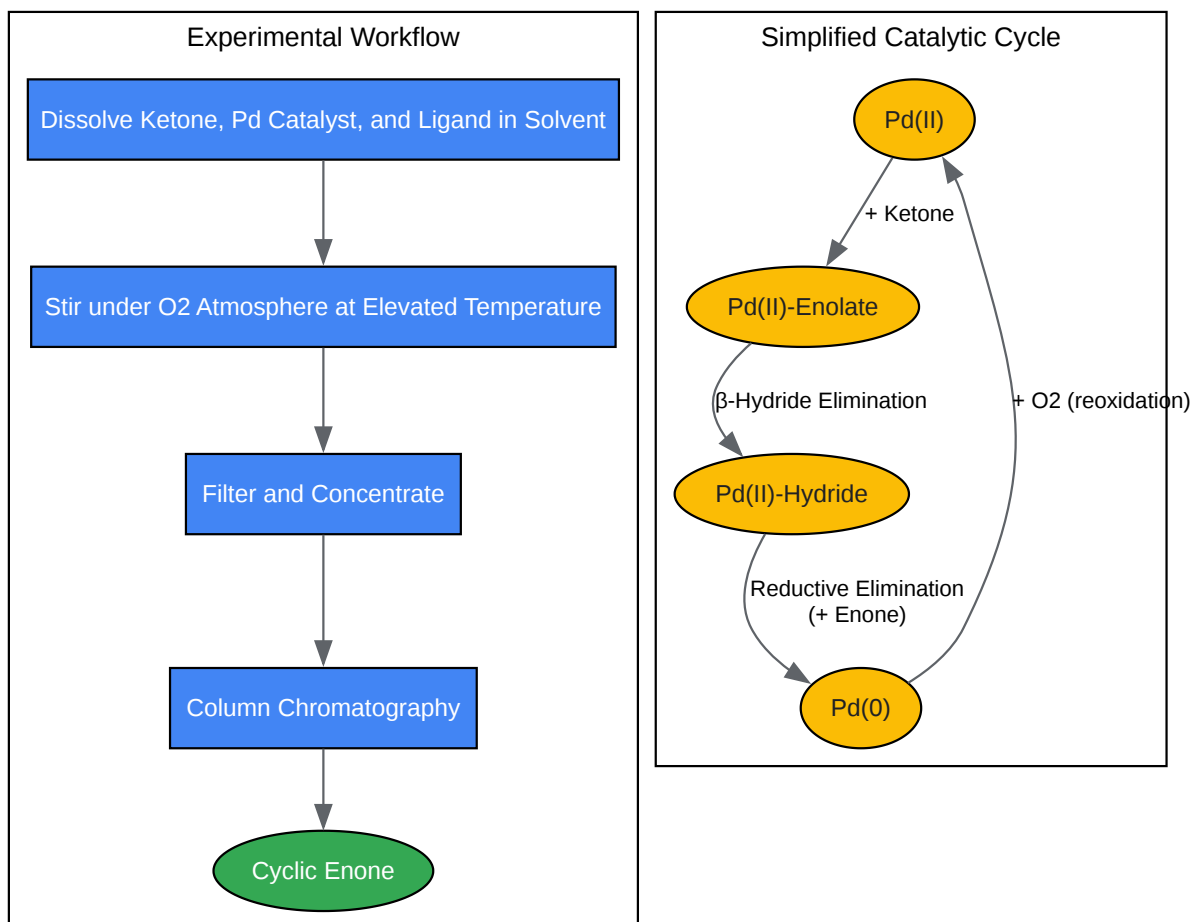 Experimental Workflow
Dissolve Ketone, Pd Catalyst, and Ligand in Solvent
Stir under O2 Atmosphere at Elevated Temperature
Filter and Concentrate
Column Chromatography
Cyclic Enone
Simplified Catalytic Cycle
Pd(II)
+ Ketone
Pd(II)-Enolate
β-Hydride Elimination
+ O2 (reoxidation)
Pd(II)-Hydride
Reductive Elimination
(+ Enone)
Pd(0)